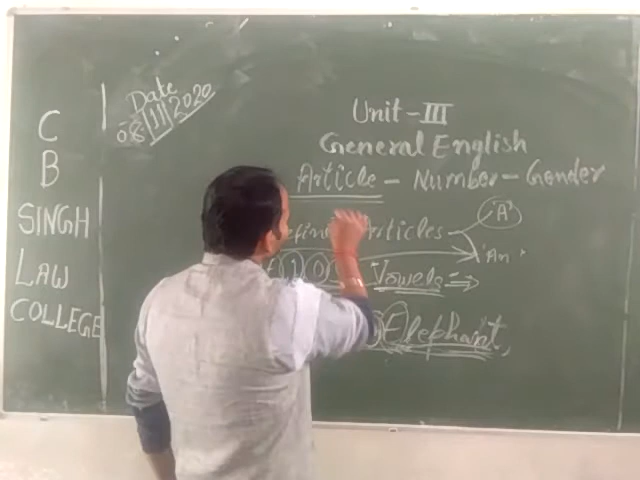 C
B
SINGH
LAW
COLLEGE
Date
08/11/2020
Unit-III
General English
Article - Number - Gender
Articles
'A'
'An'
Vowels ⇒
Elephant,